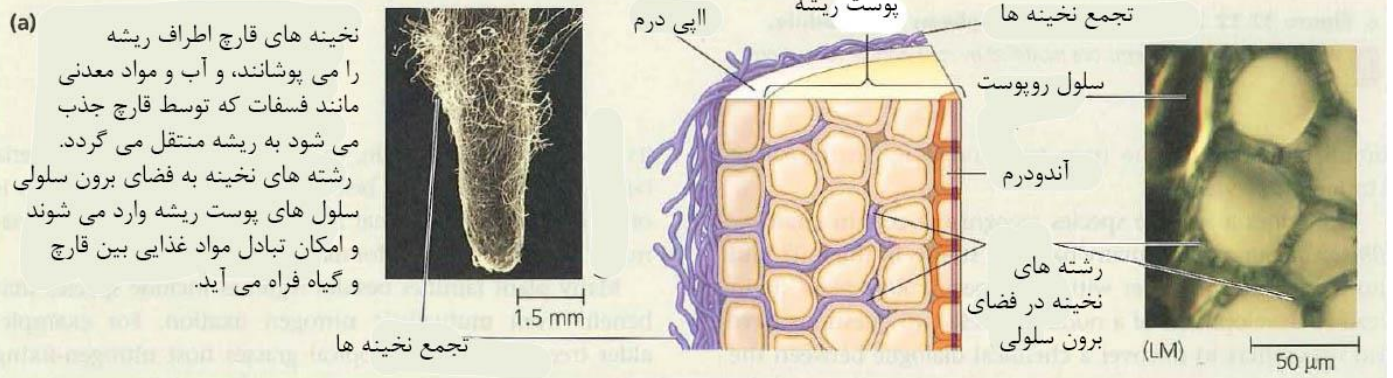 (a)
نخینه های قارچ اطراف ریشه
را می پوشانند، و آب و مواد معدنی
مانند فسفات که توسط قارچ جذب
می شود به ریشه منتقل می گردد.
رشته های نخینه به فضای برون سلولی
سلول های پوست ریشه وارد می شوند
و امکان تبادل مواد غذایی بین قارچ
و گیاه فراه می آید.
1.5 mm
تجمع نخینه ها
ااپی درم
پوست ریشه
تجمع نخینه ها
سلول روپوست
آندودرم
رشته های
نخینه در فضای
برون سلولی
(LM)
50 µm